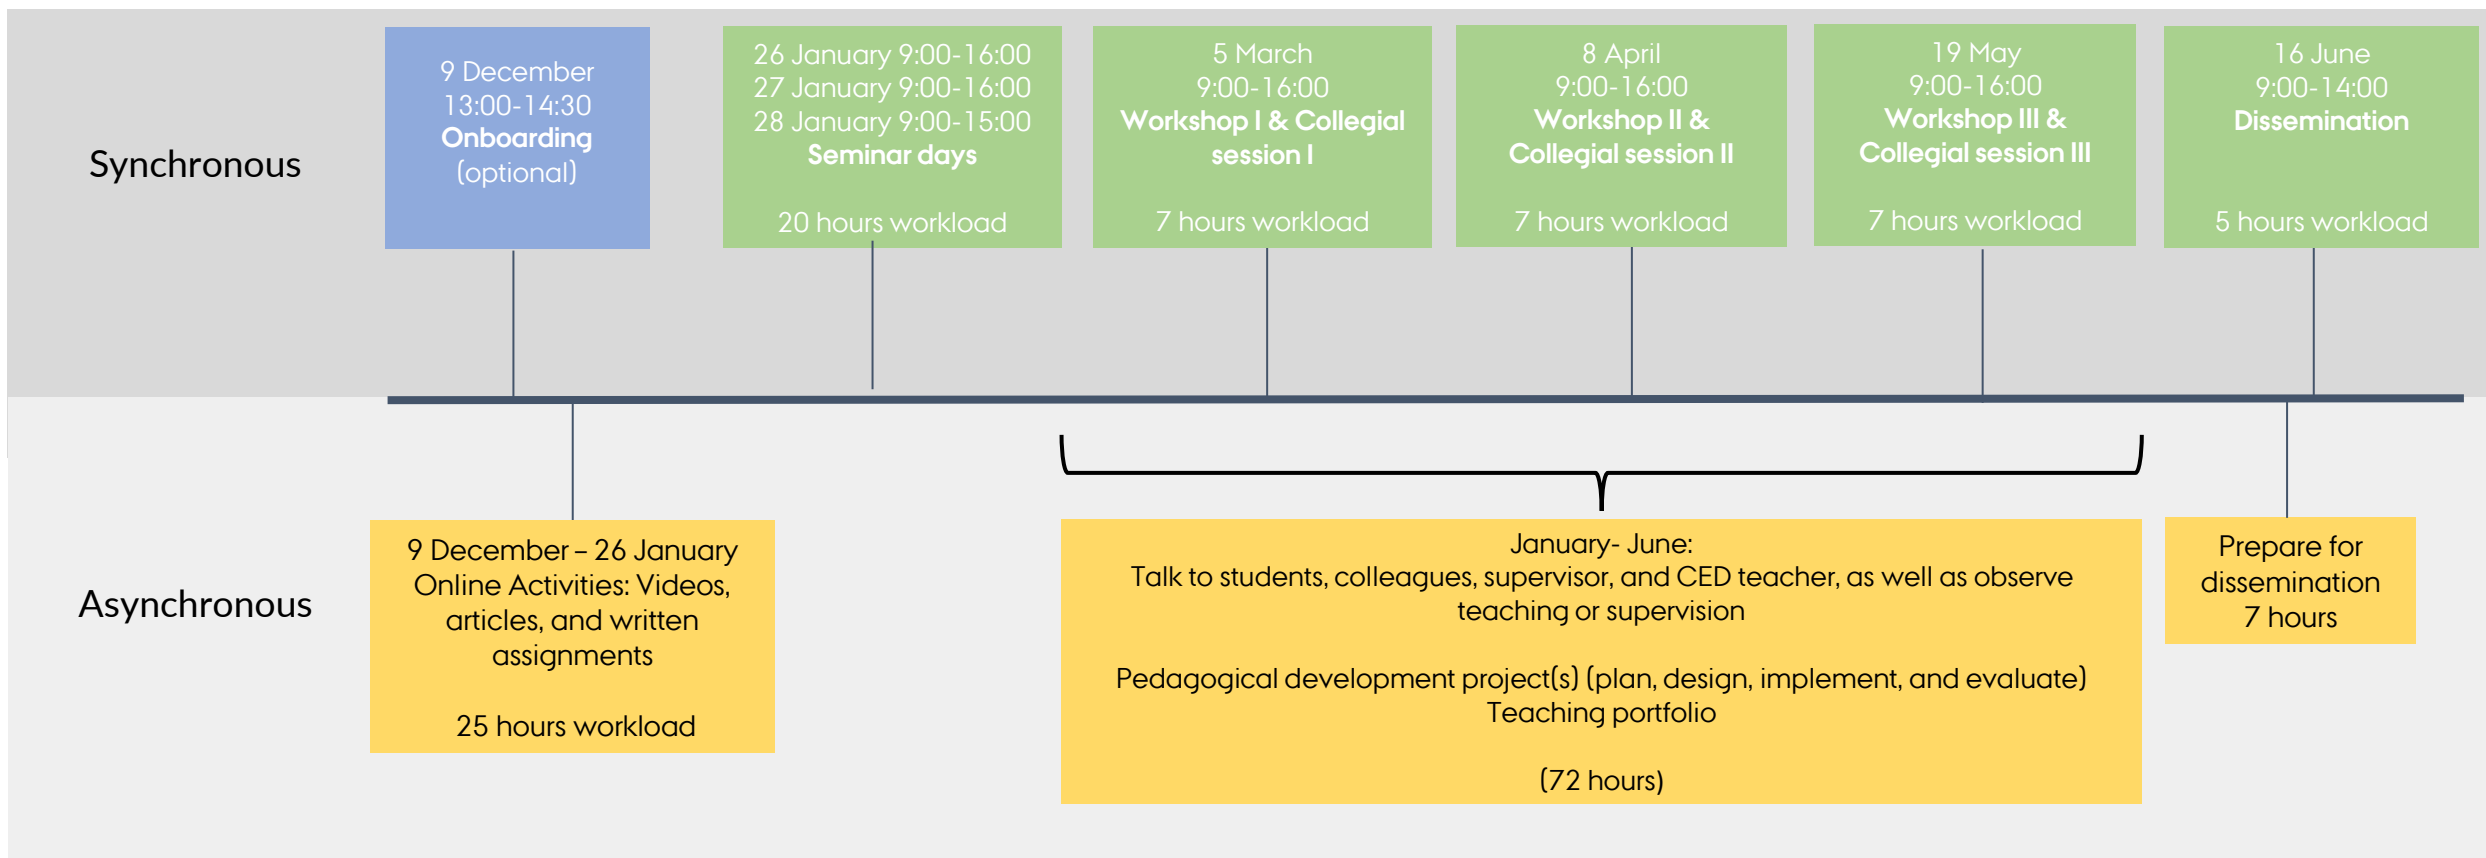 Synchronous
9 December
13:00-14:30
Onboarding
(optional)
26 January 9:00-16:00
27 January 9:00-16:00
28 January 9:00-15:00
Seminar days
20 hours workload
5 March
9:00-16:00
Workshop I & Collegial
session I
7 hours workload
8 April
9:00-16:00
Workshop II &
Collegial session II
7 hours workload
19 May
9:00-16:00
Workshop III &
Collegial session III
7 hours workload
16 June
9:00-14:00
Dissemination
5 hours workload
Asynchronous
9 December – 26 January
Online Activities: Videos,
articles, and written
assignments
25 hours workload
January- June:
Talk to students, colleagues, supervisor, and CED teacher, as well as observe
teaching or supervision
Pedagogical development project(s) (plan, design, implement, and evaluate)
Teaching portfolio
(72 hours)
Prepare for
dissemination
7 hours